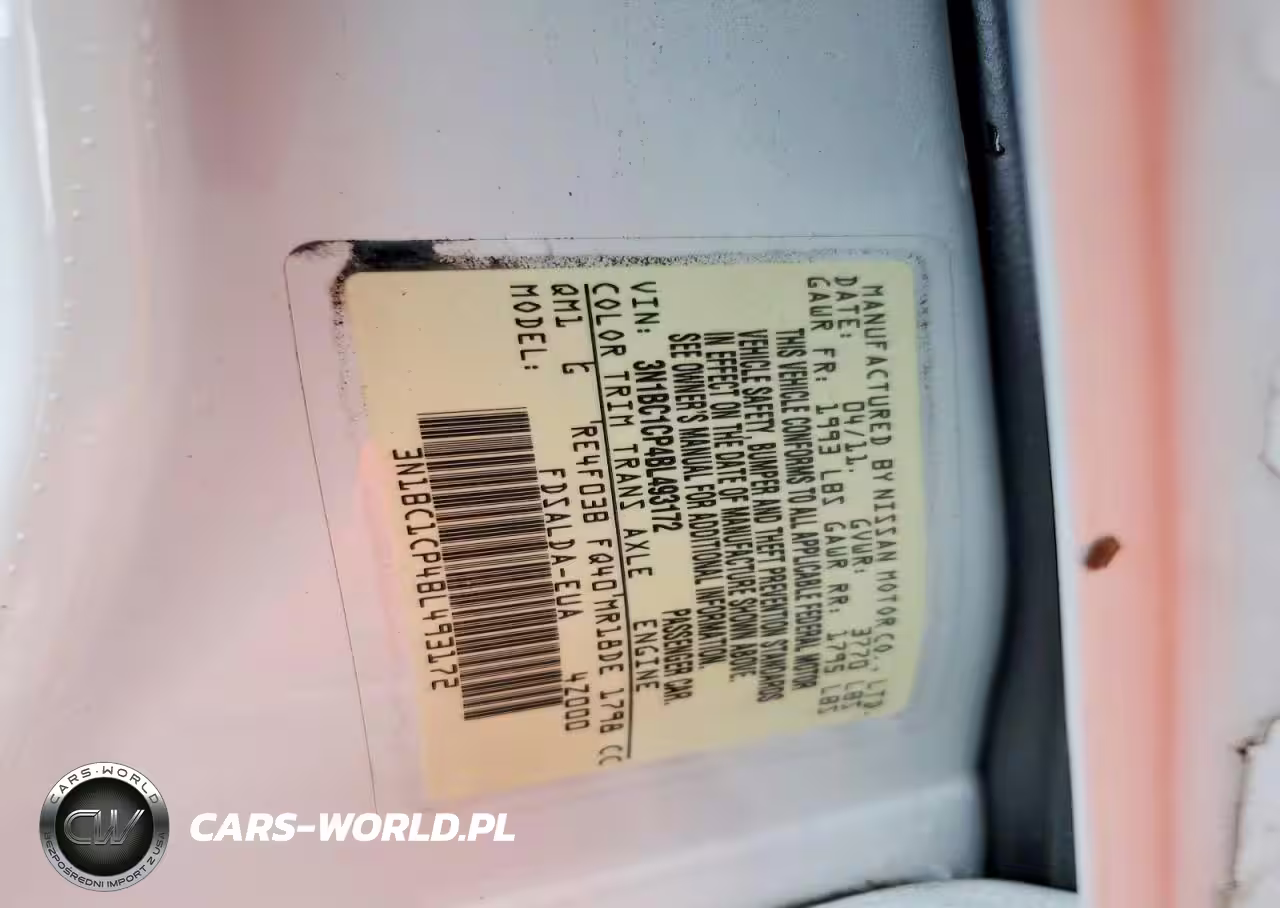 MANUFACTURED BY NISSAN MOTOR CO., LTD.
DATE: 04/11. GVWR: 3770 LBS
GAWR FR: 1993 LBS GAWR RR: 1795 LBS
THIS VEHICLE CONFORMS TO ALL APPLICABLE FEDERAL MOTOR
VEHICLE SAFETY, BUMPER AND THEFT PREVENTION STANDARDS
IN EFFECT ON THE DATE OF MANUFACTURE SHOWN ABOVE.
SEE OWNER'S MANUAL FOR ADDITIONAL INFORMATION.
VIN: 3N1BC1CP4BL493172 PASSENGER CAR.
COLOR TRIM TRANS AXLE ENGINE
QM1 G RE4F03B FQ40 MR18DE 1798 CC
MODEL: FDSALDA-EUA 4Z000
3N1BC1CP4BL493172
CARS-WORLD
CW
BEZPOŚREDNI IMPORT Z USA
CARS-WORLD.PL